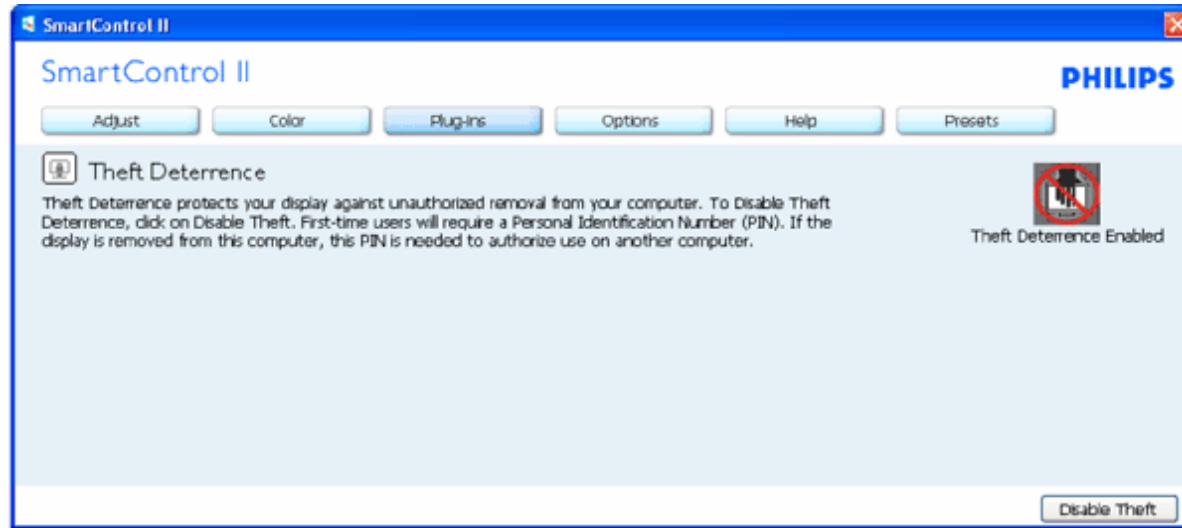 SmartControl II
SmartControl II
PHILIPS
Adjust
Color
Plug-Ins
Options
Help
Presets
Theft Deterrence
Theft Deterrence protects your display against unauthorized removal from your computer. To Disable Theft
Deterrence, click on Disable Theft. First-time users will require a Personal Identification Number (PIN). If the
display is removed from this computer, this PIN is needed to authorize use on another computer.
Theft Deterrence Enabled
Disable Theft